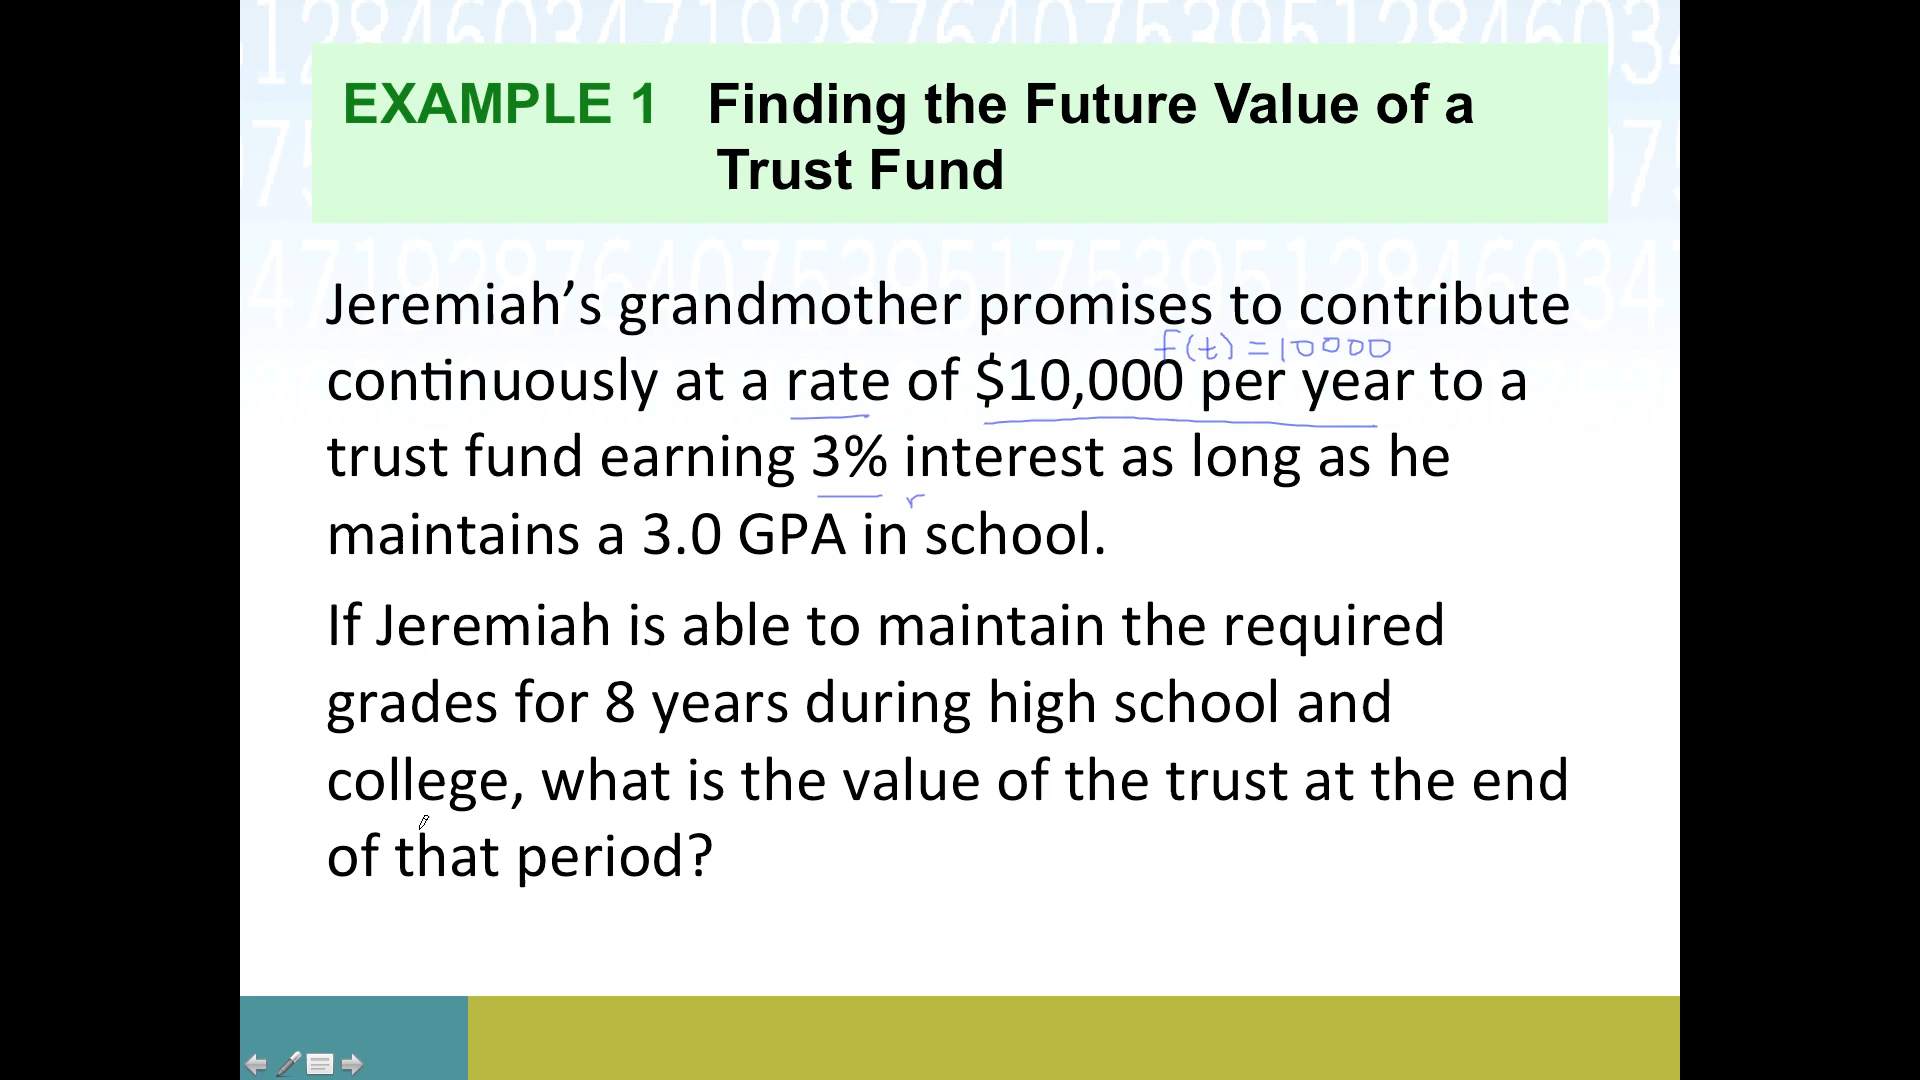 EXAMPLE 1 Finding the Future Value of a
Trust Fund
Jeremiah’s grandmother promises to contribute
f(t) = 10000
continuously at a rate of $10,000 per year to a
trust fund earning 3% interest as long as he
r
maintains a 3.0 GPA in school.
If Jeremiah is able to maintain the required
grades for 8 years during high school and
college, what is the value of the trust at the end
of that period?